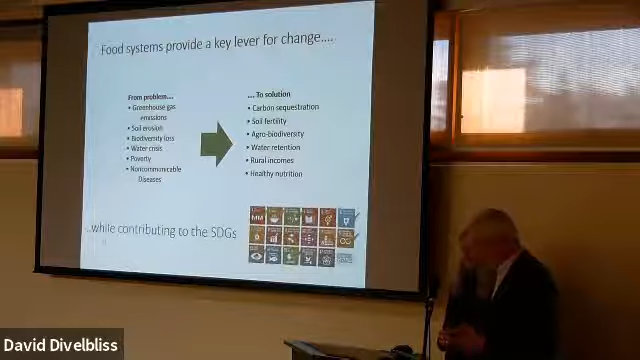 Food systems provide a key lever for change....
From problem...
• Greenhouse gas
emissions
• Soil erosion
• Biodiversity loss
• Water crisis
• Poverty
• Noncommunicable
Diseases
.... To solution
• Carbon sequestration
• Soil fertility
• Agro-biodiversity
• Water retention
• Rural incomes
• Healthy nutrition
...while contributing to the SDGs
David Divelbliss